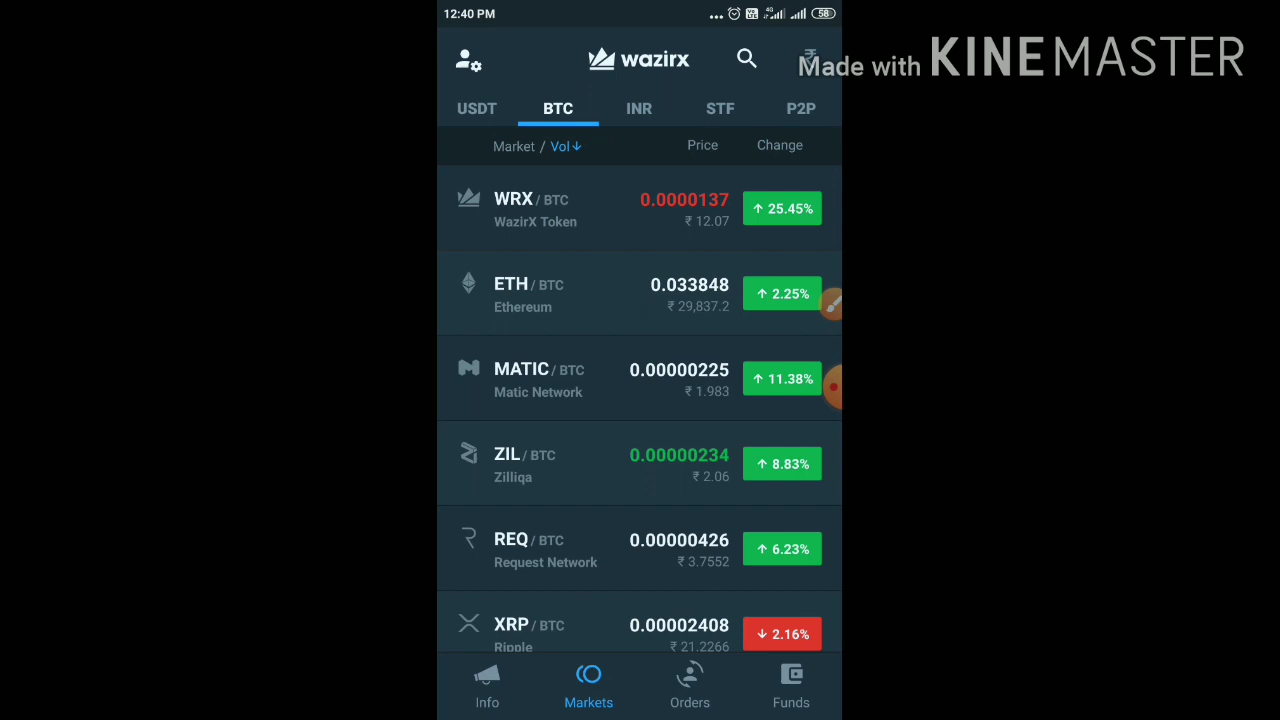 12:40 PM
4G
58
wazirx
₹
Made with KINEMASTER
USDT BTC INR STF P2P
Market / Vol↓ Price Change
WRX / BTC 0.0000137 ↑ 25.45%
WazirX Token ₹ 12.07
ETH / BTC 0.033848 ↑ 2.25%
Ethereum ₹ 29,837.2
MATIC / BTC 0.00000225 ↑ 11.38%
Matic Network ₹ 1.983
ZIL / BTC 0.00000234 ↑ 8.83%
Zilliqa ₹ 2.06
REQ / BTC 0.00000426 ↑ 6.23%
Request Network ₹ 3.7552
XRP / BTC 0.00002408 ↓ 2.16%
Ripple ₹ 21.2266
Info Markets Orders Funds